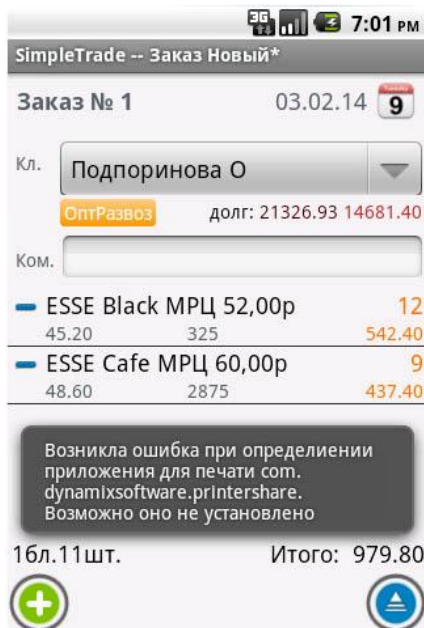 3G 7:01 PM
SimpleTrade -- Заказ Новый*
Заказ № 1 03.02.14 9
Кл. Подпоринова О
ОптРазвоз долг: 21326.93 14681.40
Ком.
ESSE Black МРЦ 52,00р 12
45.20 325 542.40
ESSE Cafe МРЦ 60,00р 9
48.60 2875 437.40
Возникла ошибка при определиении
приложения для печати com.
dynamixsoftware.printershare.
Возможно оно не установлено
1бл.11шт. Итого: 979.80